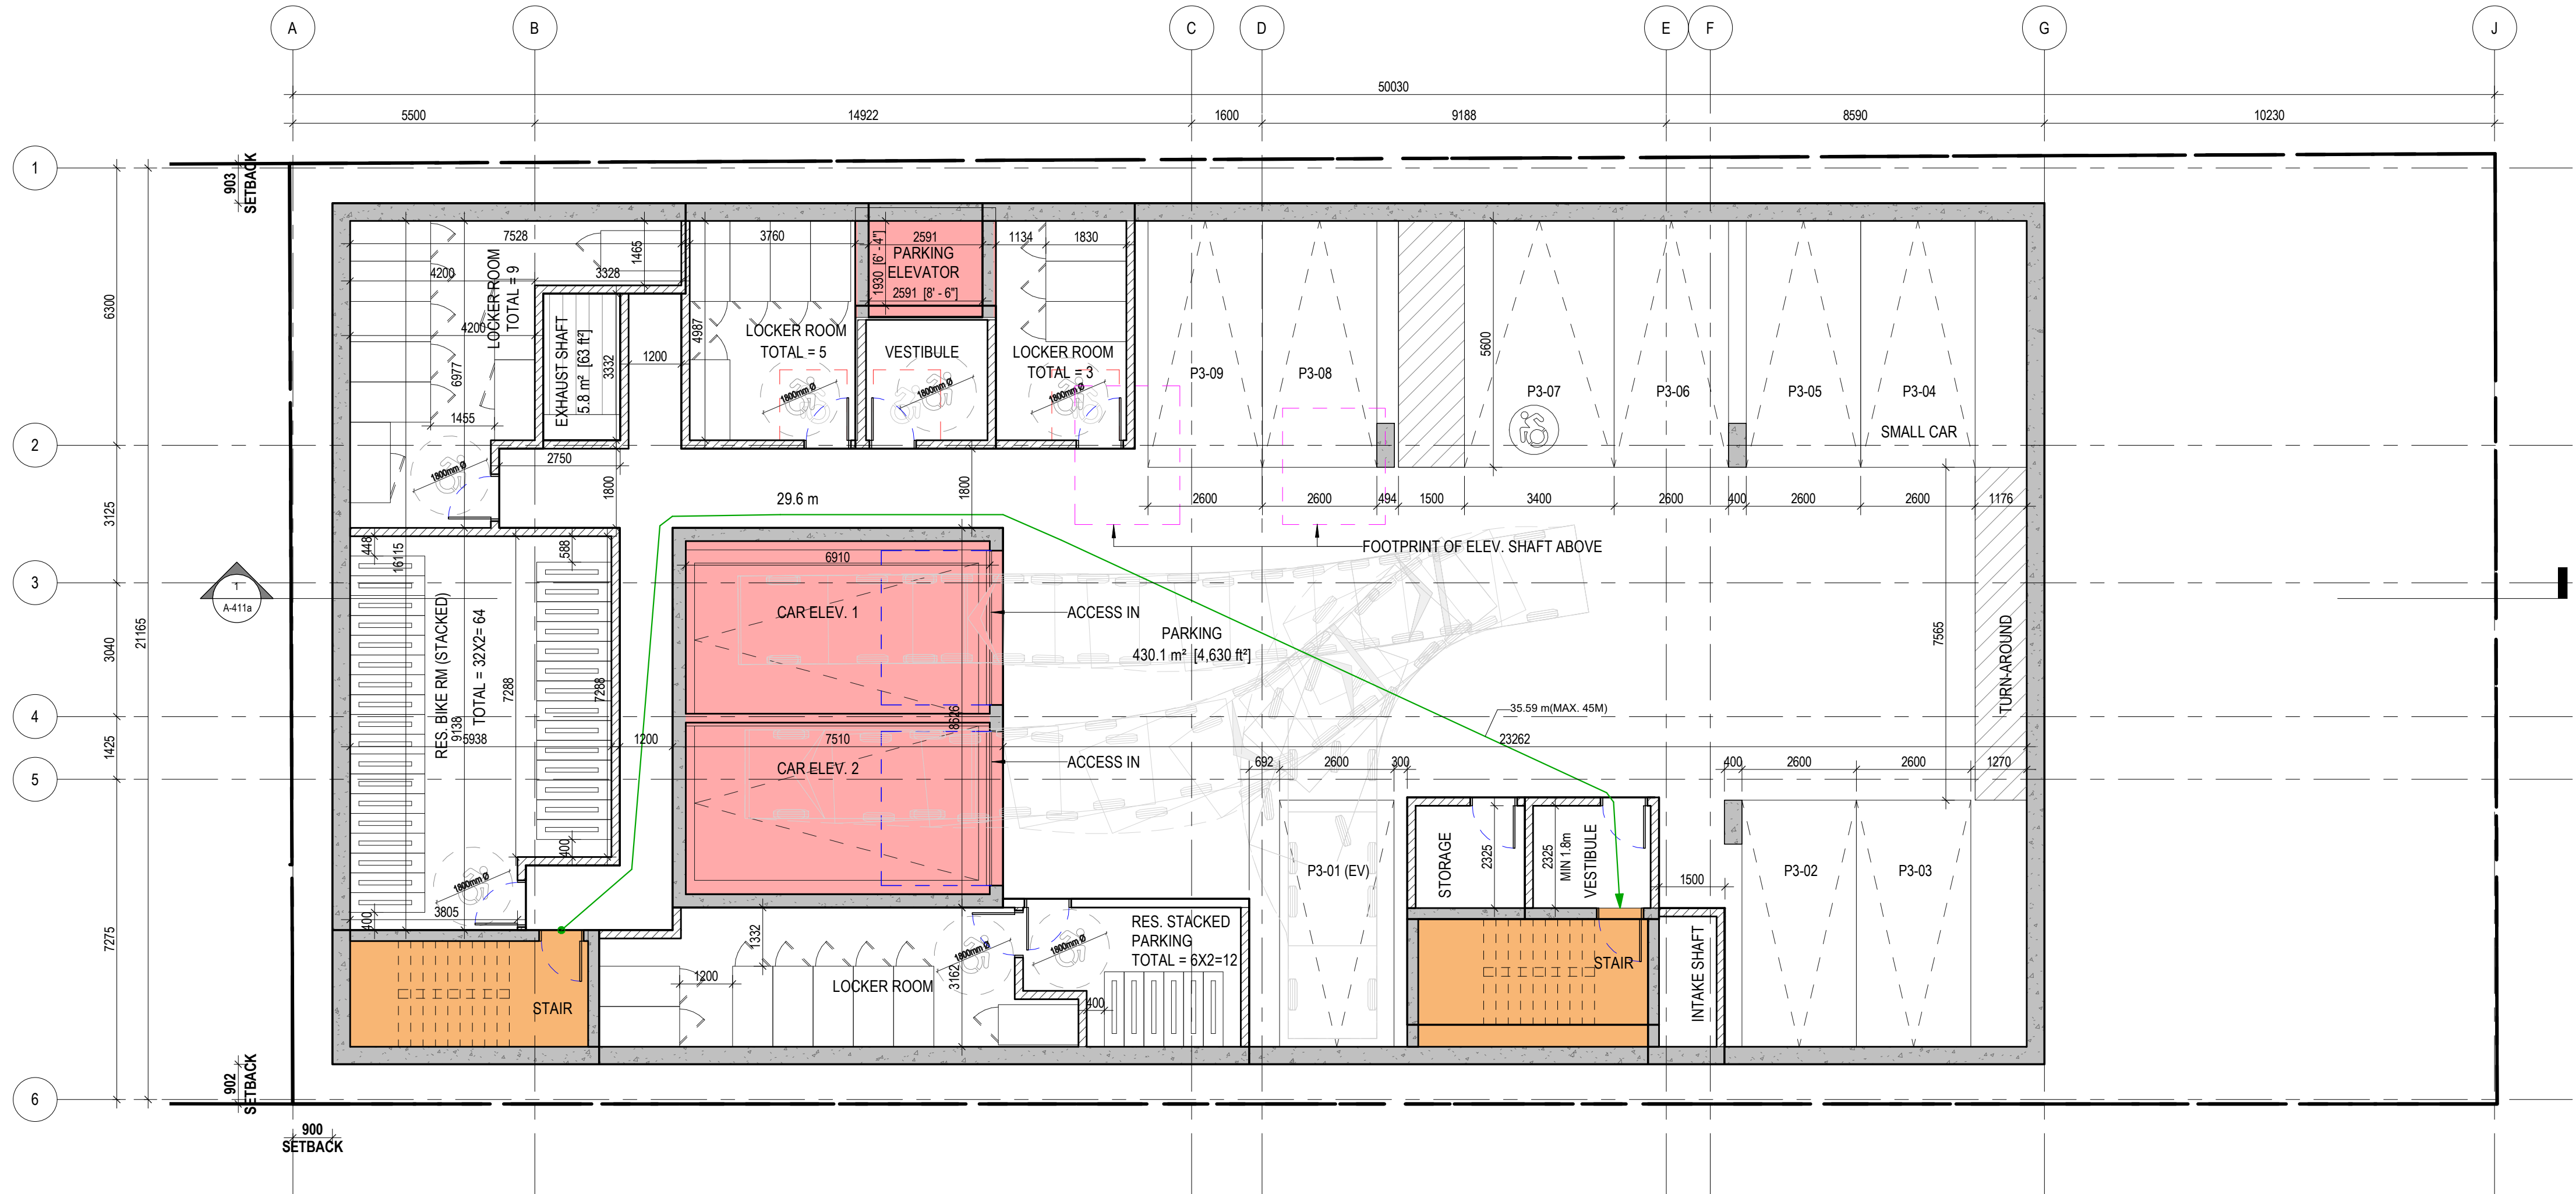 A
B
C
D
E
F
G
J
50030
5500
14922
1600
9188
8590
10230
1
2
3
4
5
6
6300
3125
3040
1425
7275
21165
903
SETBACK
902
SETBACK
900
SETBACK
1
A-411a
7528
4200
3328
1465
LOCKER ROOM
TOTAL = 9
4200
6977
1455
EXHAUST SHAFT
5.8 m² [63 ft²]
3332
1200
2750
1800
1800mm Ø
3760
4987
LOCKER ROOM
TOTAL = 5
1800mm Ø
2591
PARKING
ELEVATOR
1930 [6' - 4"]
2591 [8' - 6"]
VESTIBULE
1800mm Ø
1134
1830
LOCKER ROOM
TOTAL = 3
1800mm Ø
29.6 m
1800
P3-09
P3-08
P3-07
P3-06
P3-05
P3-04
SMALL CAR
5600
2600
2600
494
1500
3400
2600
400
2600
2600
1176
FOOTPRINT OF ELEV. SHAFT ABOVE
448
16115
588
RES. BIKE RM (STACKED)
TOTAL = 32X2= 64
7288
7288
9138
5938
1200
7510
400
400
3805
1800mm Ø
6910
CAR ELEV. 1
ACCESS IN
CAR ELEV. 2
ACCESS IN
8626
PARKING
430.1 m² [4,630 ft²]
35.59 m(MAX. 45M)
23262
7565
TURN-AROUND
692
2600
300
400
2600
2600
1270
P3-01 (EV)
STORAGE
2325
2325
MIN 1.8m
VESTIBULE
1500
P3-02
P3-03
STAIR
INTAKE SHAFT
STAIR
1332
1200
LOCKER ROOM
3162
1800mm Ø
1800mm Ø
RES. STACKED
PARKING
TOTAL = 6X2=12
400